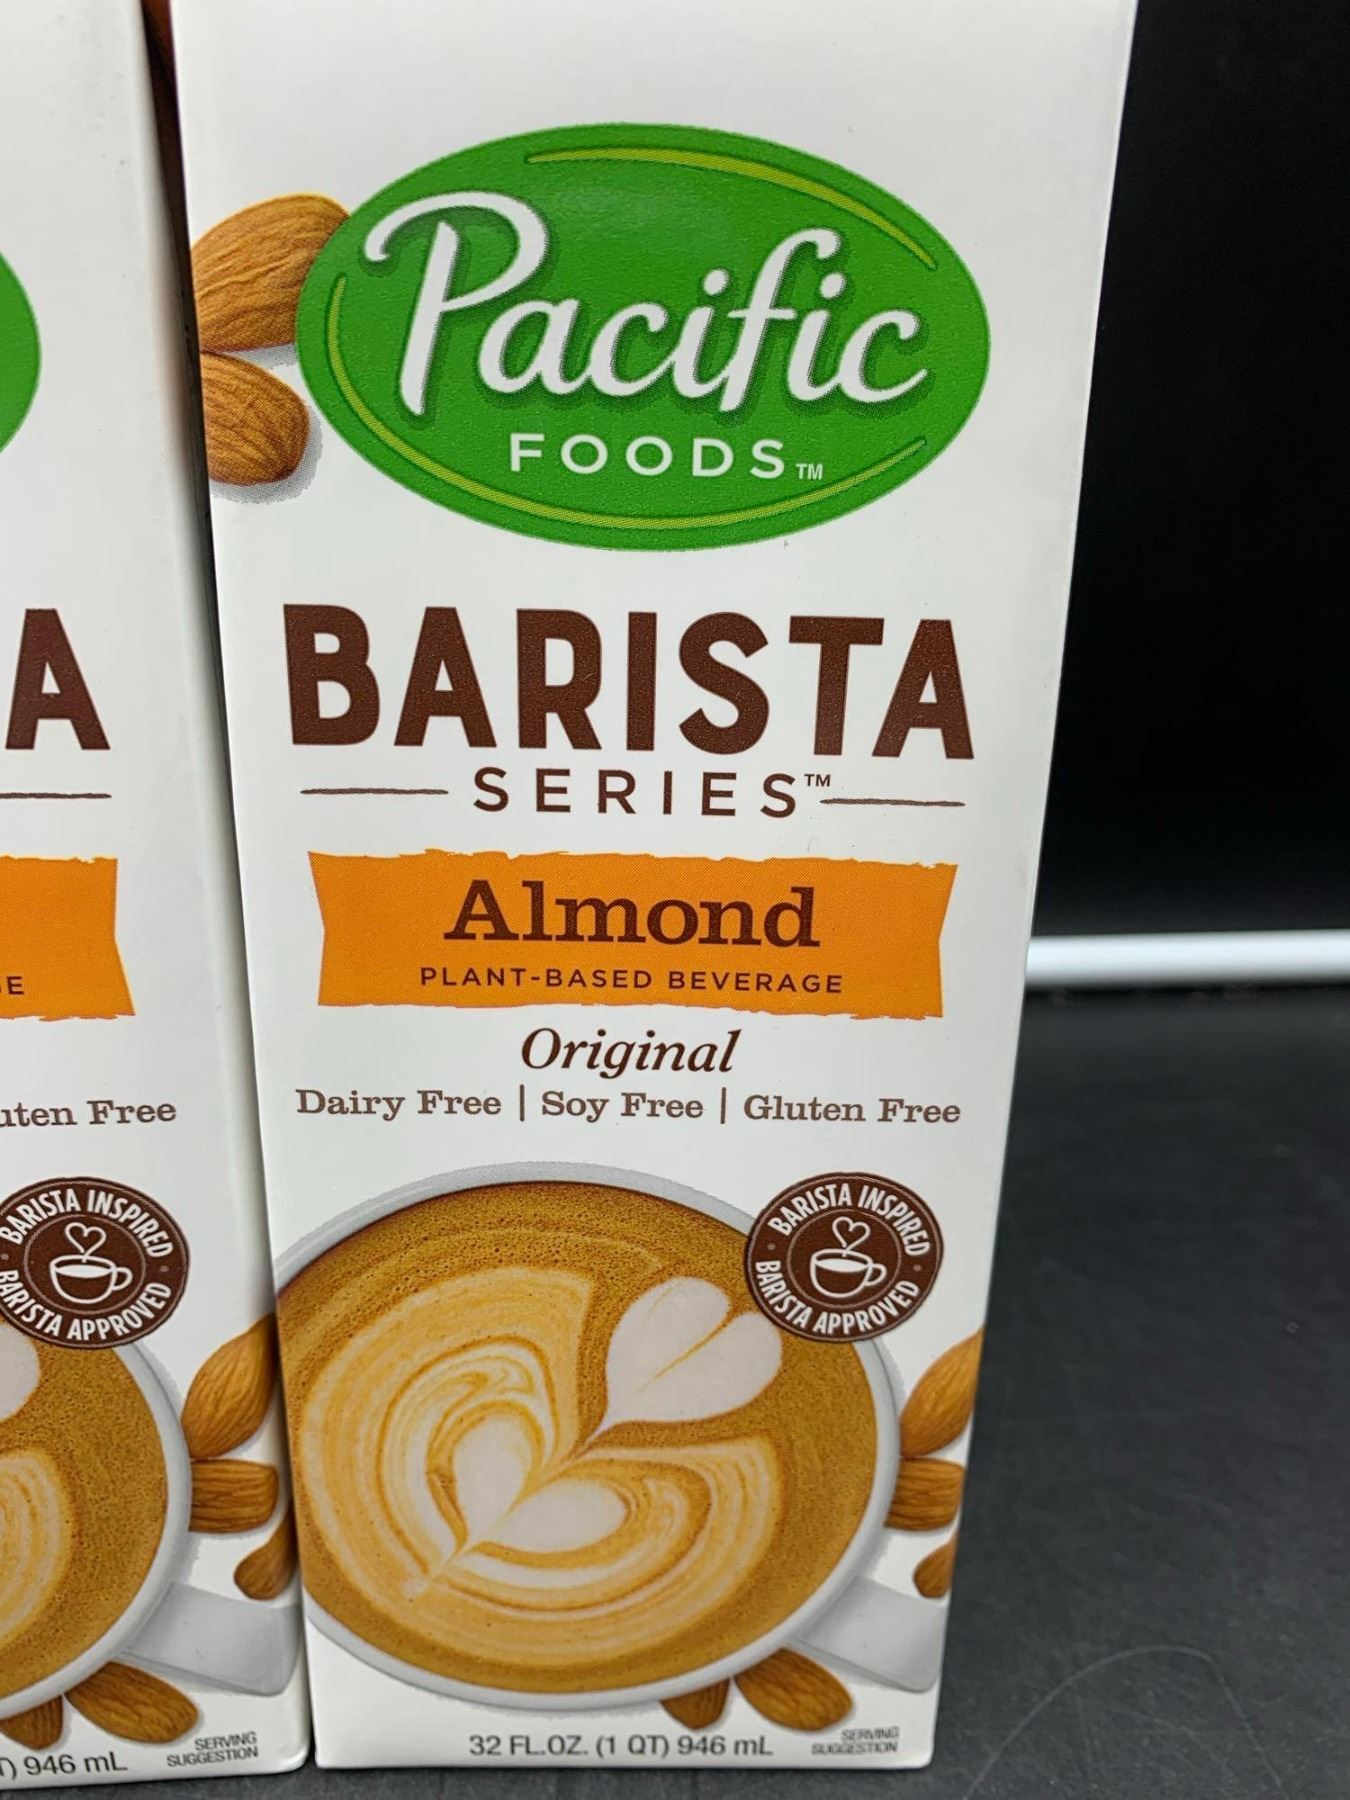 Pacific
FOODS™
BARISTA
SERIES™
Almond
PLANT-BASED BEVERAGE
Original
Dairy Free | Soy Free | Gluten Free
BARISTA INSPIRED
BARISTA APPROVED
32 FL.OZ. (1 QT) 946 mL
SERVING
SUGGESTION
A
E
uten Free
BARISTA INSPIRED
BARISTA APPROVED
T) 946 mL
SERVING
SUGGESTION